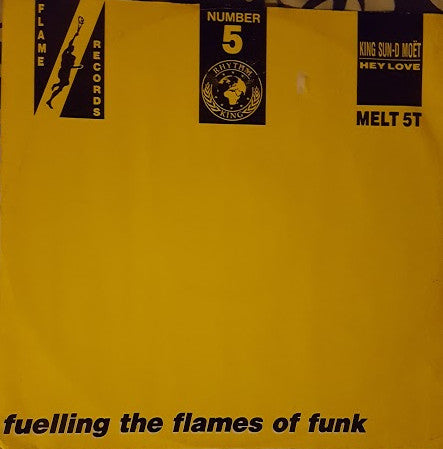 FLAME
RECORDS
NUMBER
5
RHYTHM
KING
KING SUN-D MOËT
HEY LOVE
MELT 5T
fuelling the flames of funk